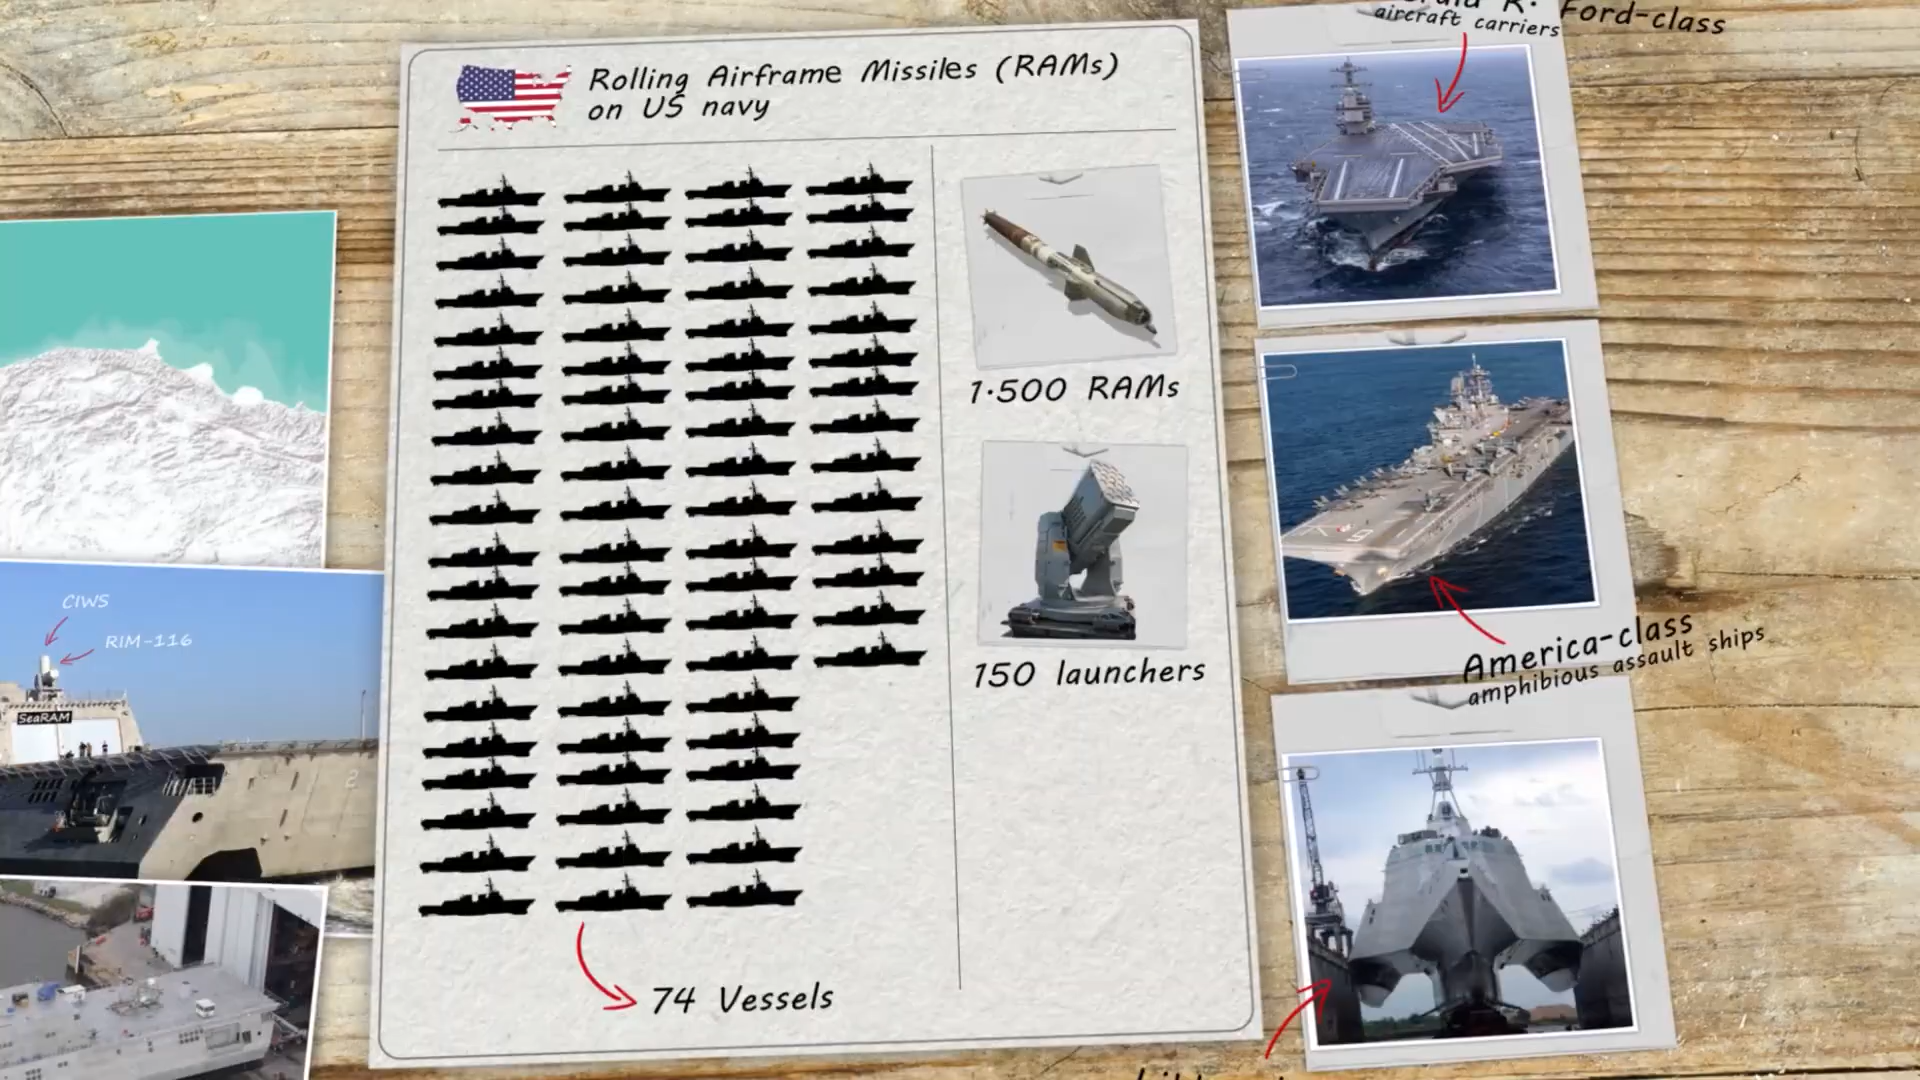 Rolling Airframe Missiles (RAMs)
on US navy
1.500 RAMs
150 launchers
74 Vessels
R. Ford-class
aircraft carriers
America-class
amphibious assault ships
CIWS
RIM-116
SeaRAM